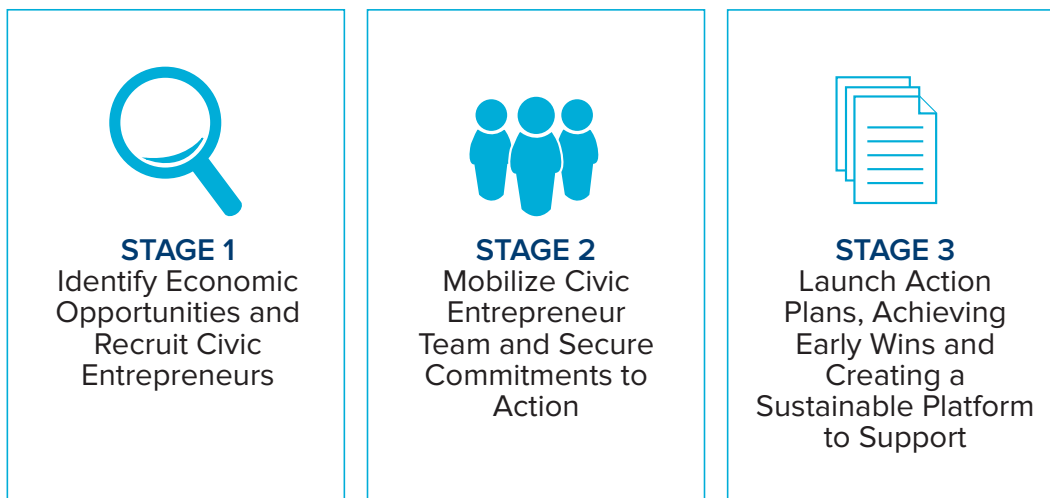 STAGE 1
Identify Economic
Opportunities and
Recruit Civic
Entrepreneurs
STAGE 2
Mobilize Civic
Entrepreneur
Team and Secure
Commitments to
Action
STAGE 3
Launch Action
Plans, Achieving
Early Wins and
Creating a
Sustainable Platform
to Support